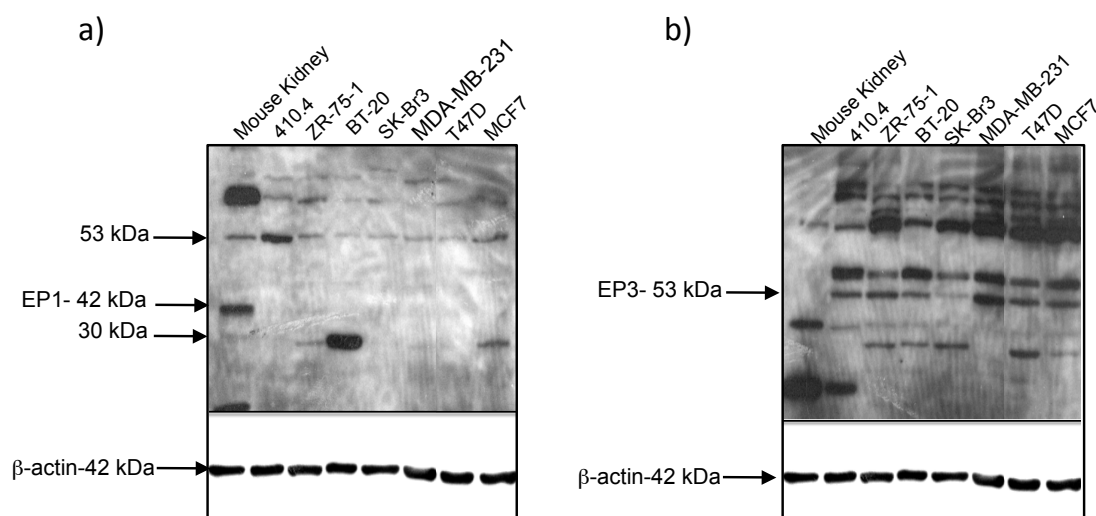 a)
Mouse Kidney
410.4
ZR-75-1
BT-20
SK-Br3
MDA-MB-231
T47D
MCF7
53 kDa
EP1- 42 kDa
30 kDa
β-actin-42 kDa
b)
Mouse Kidney
410.4
ZR-75-1
BT-20
SK-Br3
MDA-MB-231
T47D
MCF7
EP3- 53 kDa
β-actin-42 kDa